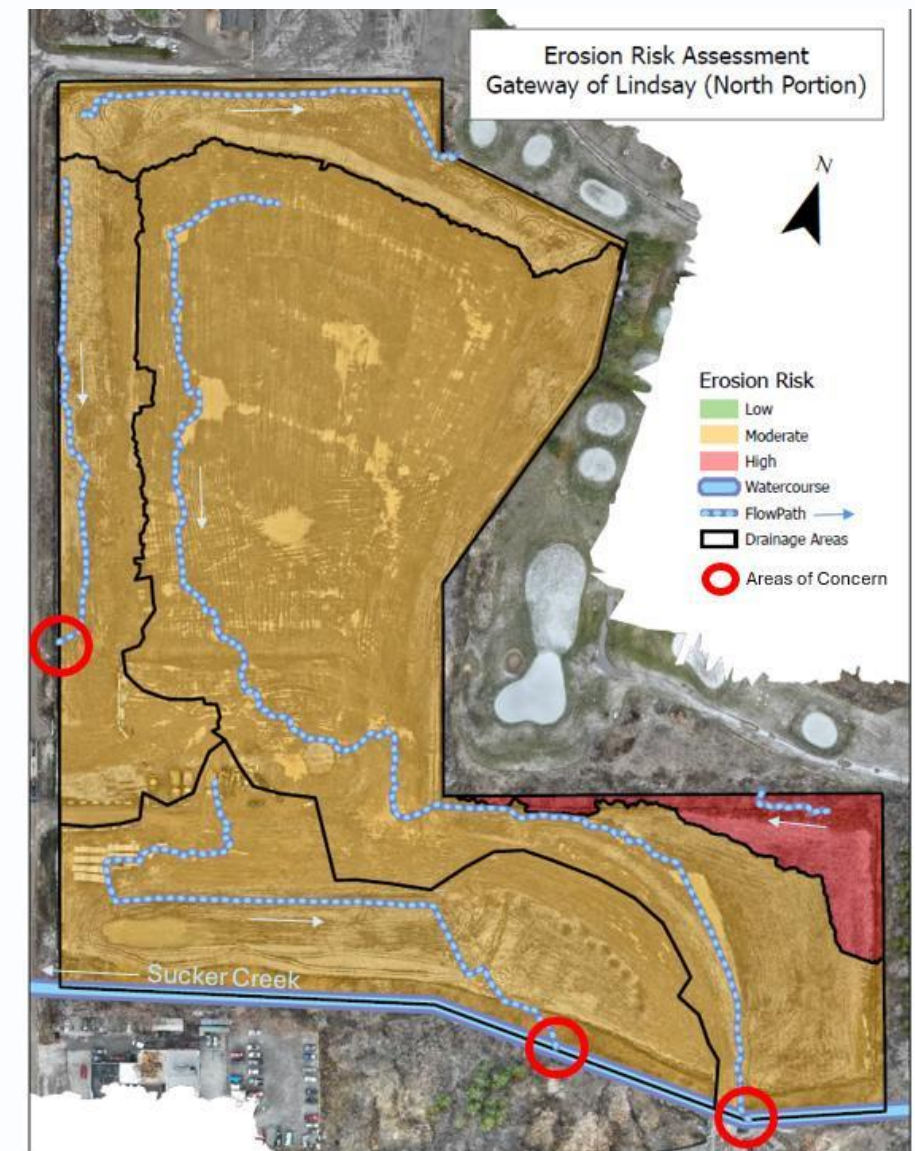 Erosion Risk Assessment
Gateway of Lindsay (North Portion)
N
Erosion Risk
Low
Moderate
High
Watercourse
FlowPath
Drainage Areas
Areas of Concern
Sucker Creek